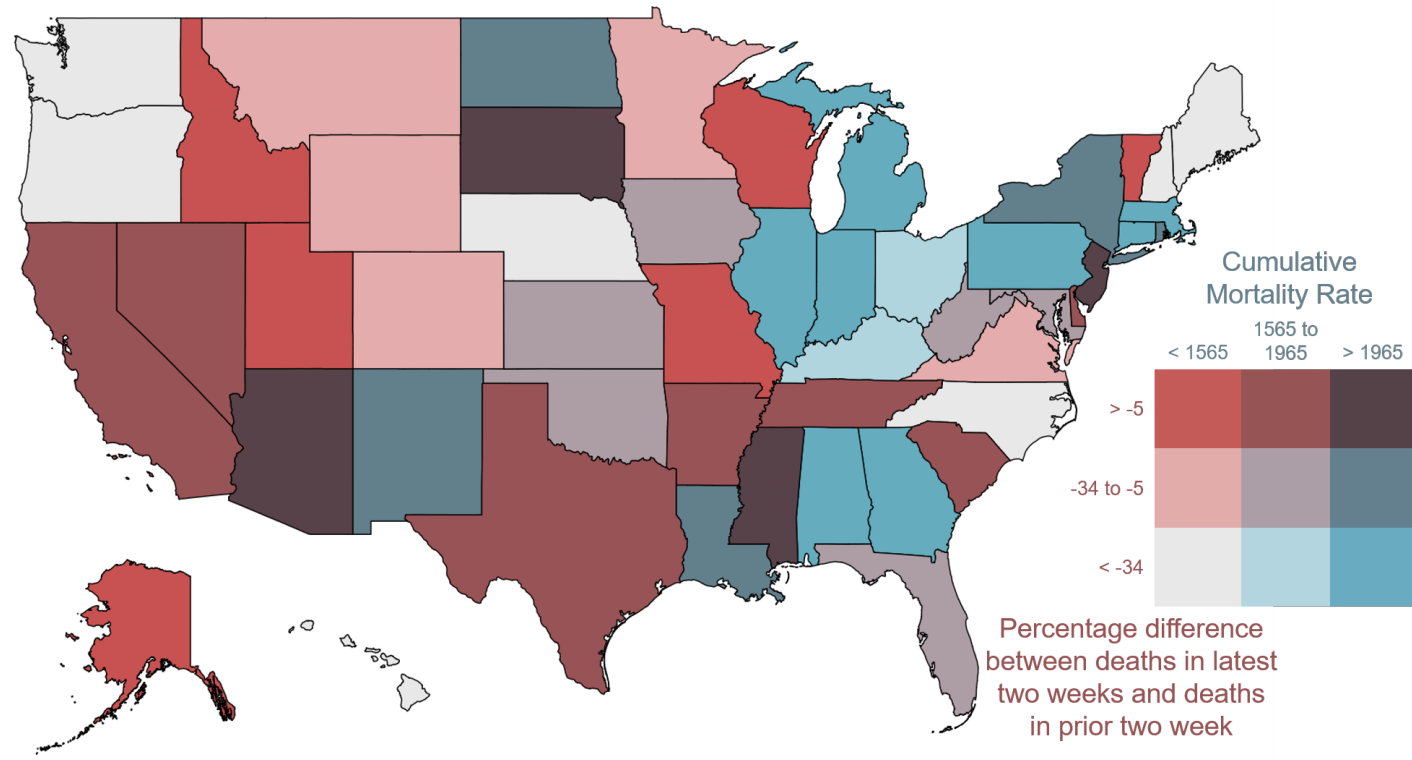 Cumulative
Mortality Rate
< 1565
1565 to
1965
> 1965
> -5
-34 to -5
< -34
Percentage difference
between deaths in latest
two weeks and deaths
in prior two week